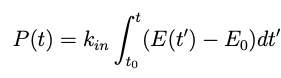 P(t) = k_{in} \int_{t_0}^{t} (E(t') − E_0)dt'